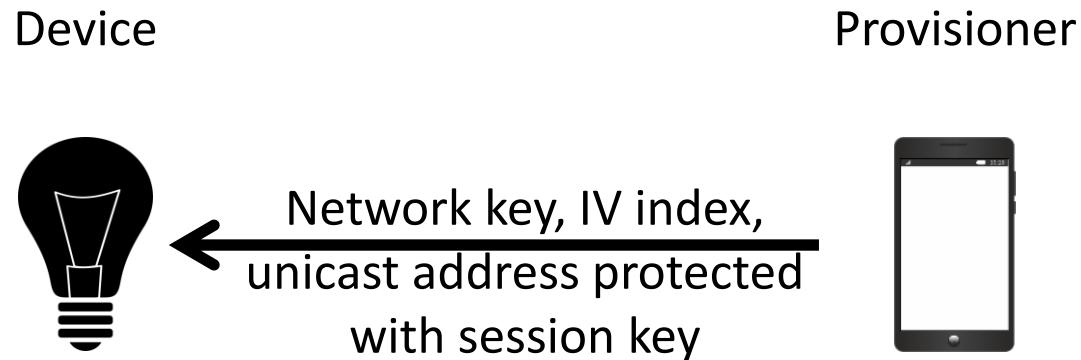 Device
Provisioner
Network key, IV index,
unicast address protected
with session key